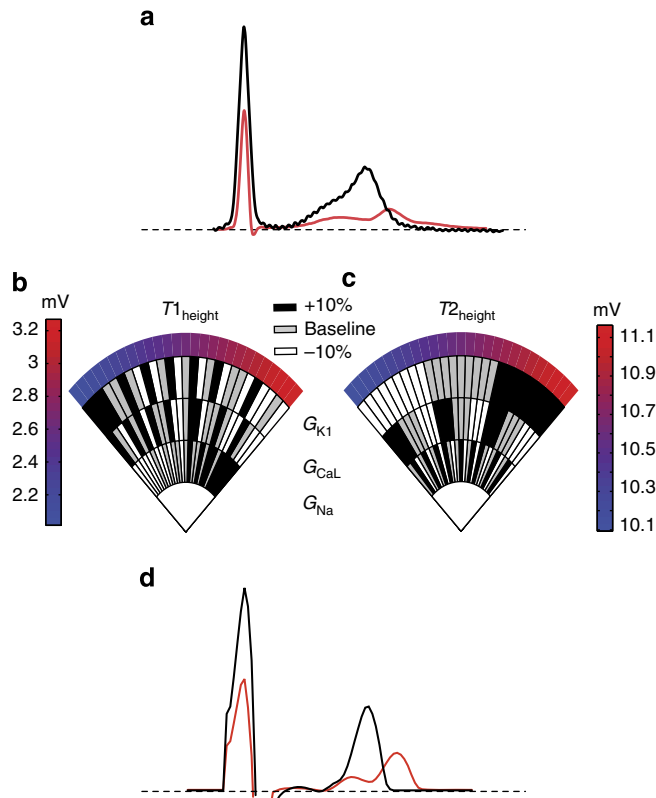 a
b
c
mV
T1height
+10%
Baseline
–10%
T2height
mV
3.2
3
2.8
2.6
2.4
2.2
GK1
GCaL
GNa
11.1
10.9
10.7
10.5
10.3
10.1
d